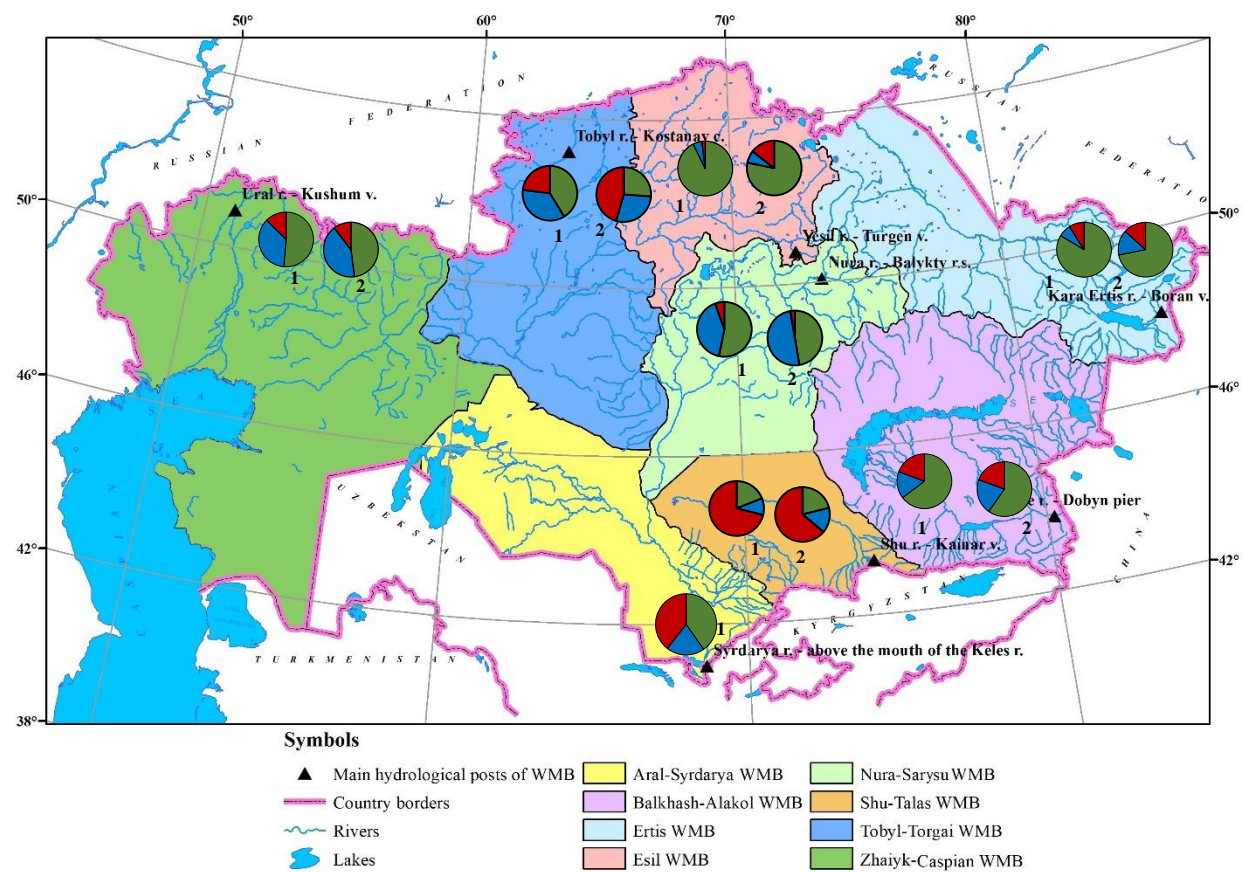 50° 60° 70° 80°
RUSSIAN FEDERATION
RUSSIAN FEDERATIO
50°
46°
42°
38°
50°
46°
42°
Tobyl r. - Kostanay c.
Ural r. - Kushum v.
Yesil r. - Turgen v.
Nura r. - Balykty r.s.
Kara Ertis r. - Boran v.
e r. - Dobyn pier
Shu r. - Kainar v.
Syrdarya r. - above the mouth of the Keles r.
1 2
1 2
1 2
1 2
1 2
1 2
1 2
1
UZBEKSTAN
TURKMENISTAN
KYRGYZSTAN
CHINA
CASPIAN
SEA
Symbols
Main hydrological posts of WMB
Country borders
Rivers
Lakes
Aral-Syrdarya WMB
Balkhash-Alakol WMB
Ertis WMB
Esil WMB
Nura-Sarysu WMB
Shu-Talas WMB
Tobyl-Torgai WMB
Zhaiyk-Caspian WMB